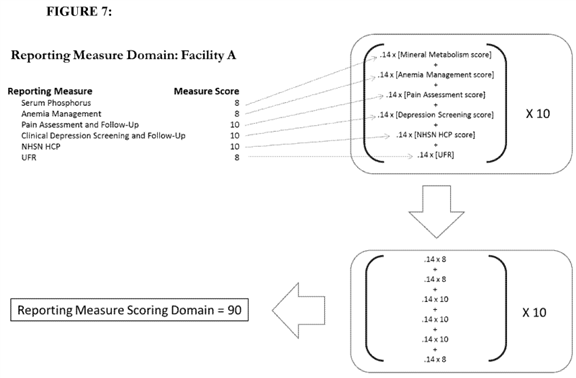 FIGURE 7:
Reporting Measure Domain: Facility A
Reporting Measure Measure Score
Serum Phosphorus 8
Anemia Management 8
Pain Assessment and Follow-Up 10
Clinical Depression Screening and Follow-Up 10
NHSN HCP 10
UFR 8
.14 x [Mineral Metabolism score]
+
.14 x [Anemia Management score]
+
.14 x [Pain Assessment score]
+
.14 x [Depression Screening score]
+
.14 x [NHSN HCP score]
+
.14 x [UFR]
X 10
.14 x 8
+
.14 x 8
+
.14 x 10
+
.14 x 10
+
.14 x 10
+
.14 x 8
X 10
Reporting Measure Scoring Domain = 90